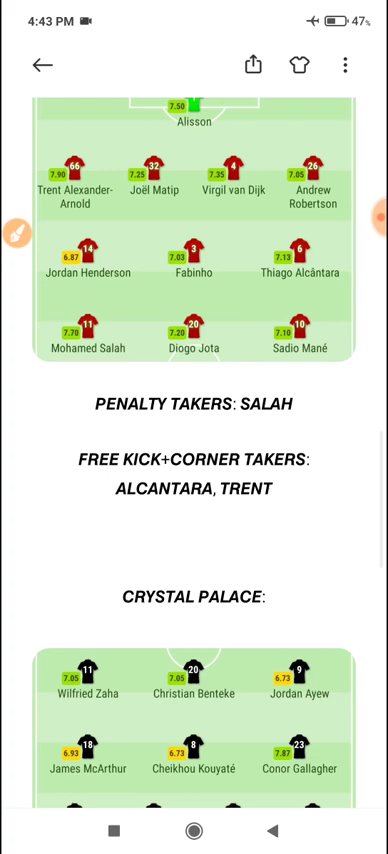 4:43 PM 47%
7.50
Alisson
66 32 4 26
7.90 7.25 7.35 7.05
Trent Alexander- Joël Matip Virgil van Dijk Andrew
Arnold Robertson
14 3 6
6.87 7.03 7.13
Jordan Henderson Fabinho Thiago Alcântara
11 20 10
7.70 7.20 7.10
Mohamed Salah Diogo Jota Sadio Mané
PENALTY TAKERS: SALAH
FREE KICK+CORNER TAKERS:
ALCANTARA, TRENT
CRYSTAL PALACE:
11 20 9
7.05 7.05 6.73
Wilfried Zaha Christian Benteke Jordan Ayew
18 8 23
6.93 6.73 7.87
James McArthur Cheikhou Kouyaté Conor Gallagher